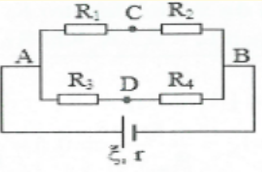 R₁ C R₂
A B
R₃ D R₄
ξ, r